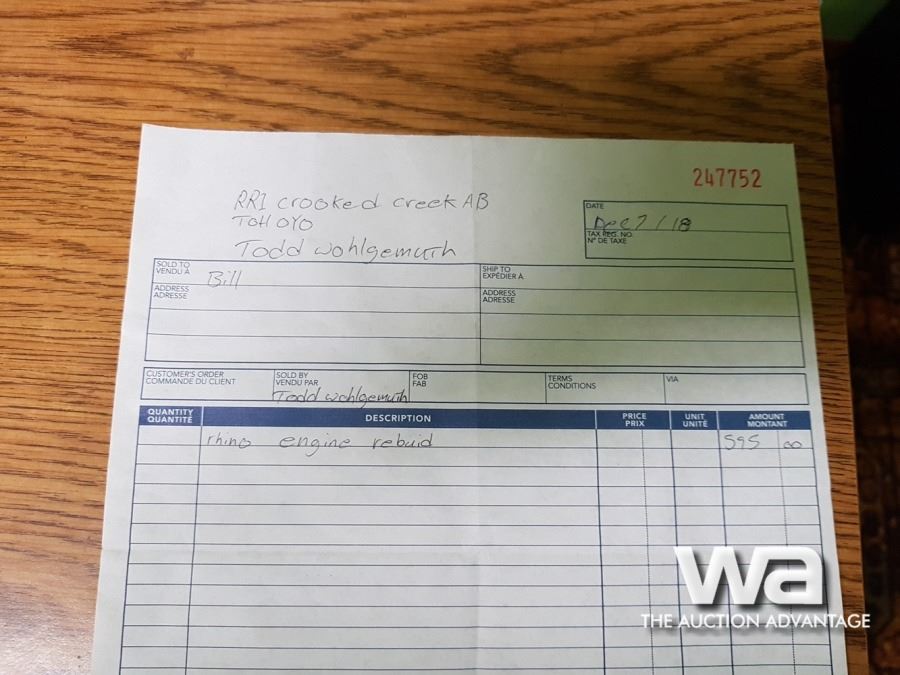 247752
RR1 crooked creek AB
TOH OYO
Todd wohlgemuth
DATE
Dec 7 / 18
TAX REG. NO.
N° DE TAXE
SOLD TO
VENDU À
Bill
ADDRESS
ADRESSE
SHIP TO
EXPÉDIER À
ADDRESS
ADRESSE
CUSTOMER'S ORDER
COMMANDE DU CLIENT
SOLD BY
VENDU PAR
Todd wohlgemuth
FOB
FAB
TERMS
CONDITIONS
VIA
QUANTITY
QUANTITÉ
DESCRIPTION
PRICE
PRIX
UNIT
UNITÉ
AMOUNT
MONTANT
rhino engine rebuid 595 00
wa
THE AUCTION ADVANTAGE